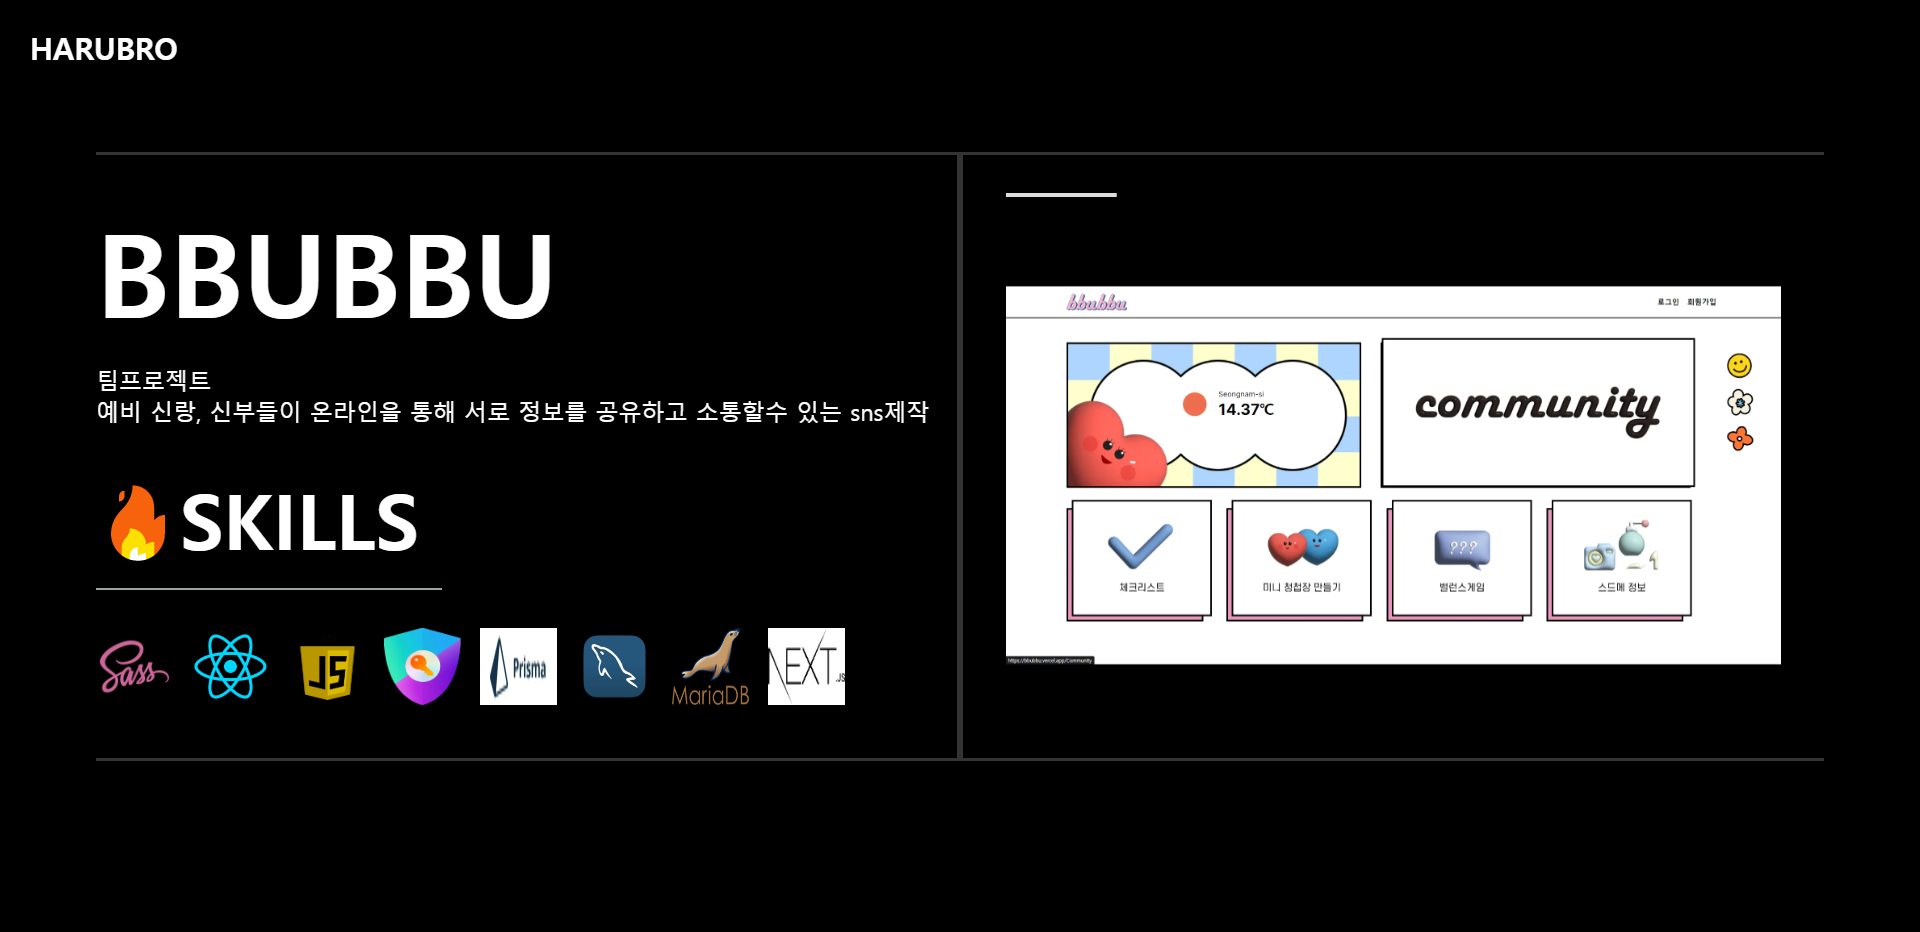 HARUBRO
BBUBBU
팀프로젝트
예비 신랑, 신부들이 온라인을 통해 서로 정보를 공유하고 소통할수 있는 sns제작
SKILLS
Sass
JS
Prisma
MariaDB
NEXT.JS
bbubbu
로그인 회원가입
Seongnam-si
14.37℃
community
???
체크리스트
미니 청첩장 만들기
밸런스게임
스드메 정보
https://bbubbu.vercel.app/Community